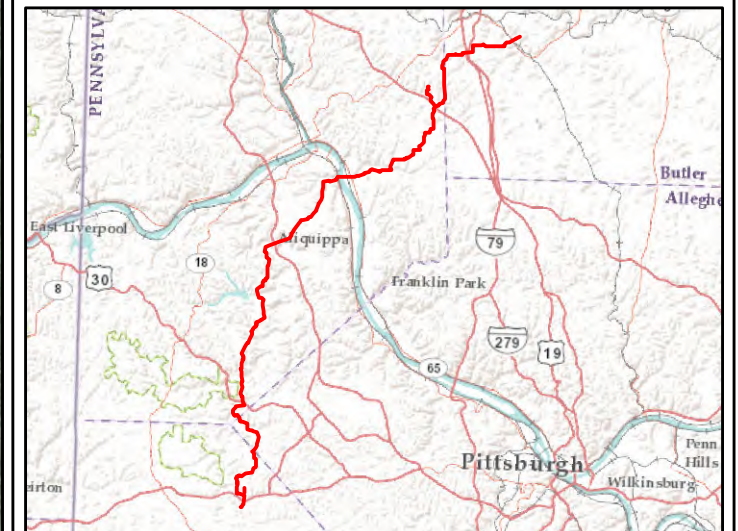 PENNSYLVA
Butler
Alleghe
East Liverpool
Aliquippa
79
18
30
8
Franklin Park
279
19
65
Pittsburgh
Penn
Hills
Wilkinsburg
eirton